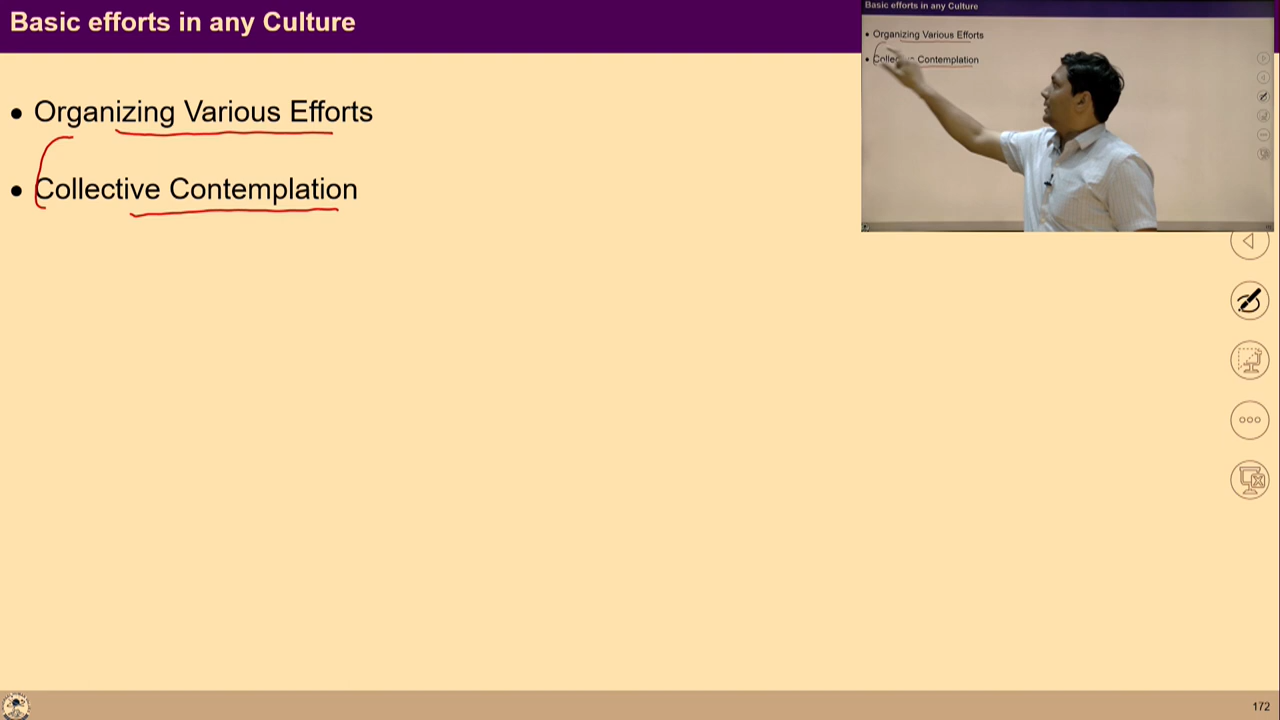 Basic efforts in any Culture
• Organizing Various Efforts
• Collective Contemplation
Basic efforts in any Culture
• Organizing Various Efforts
• Collective Contemplation
172